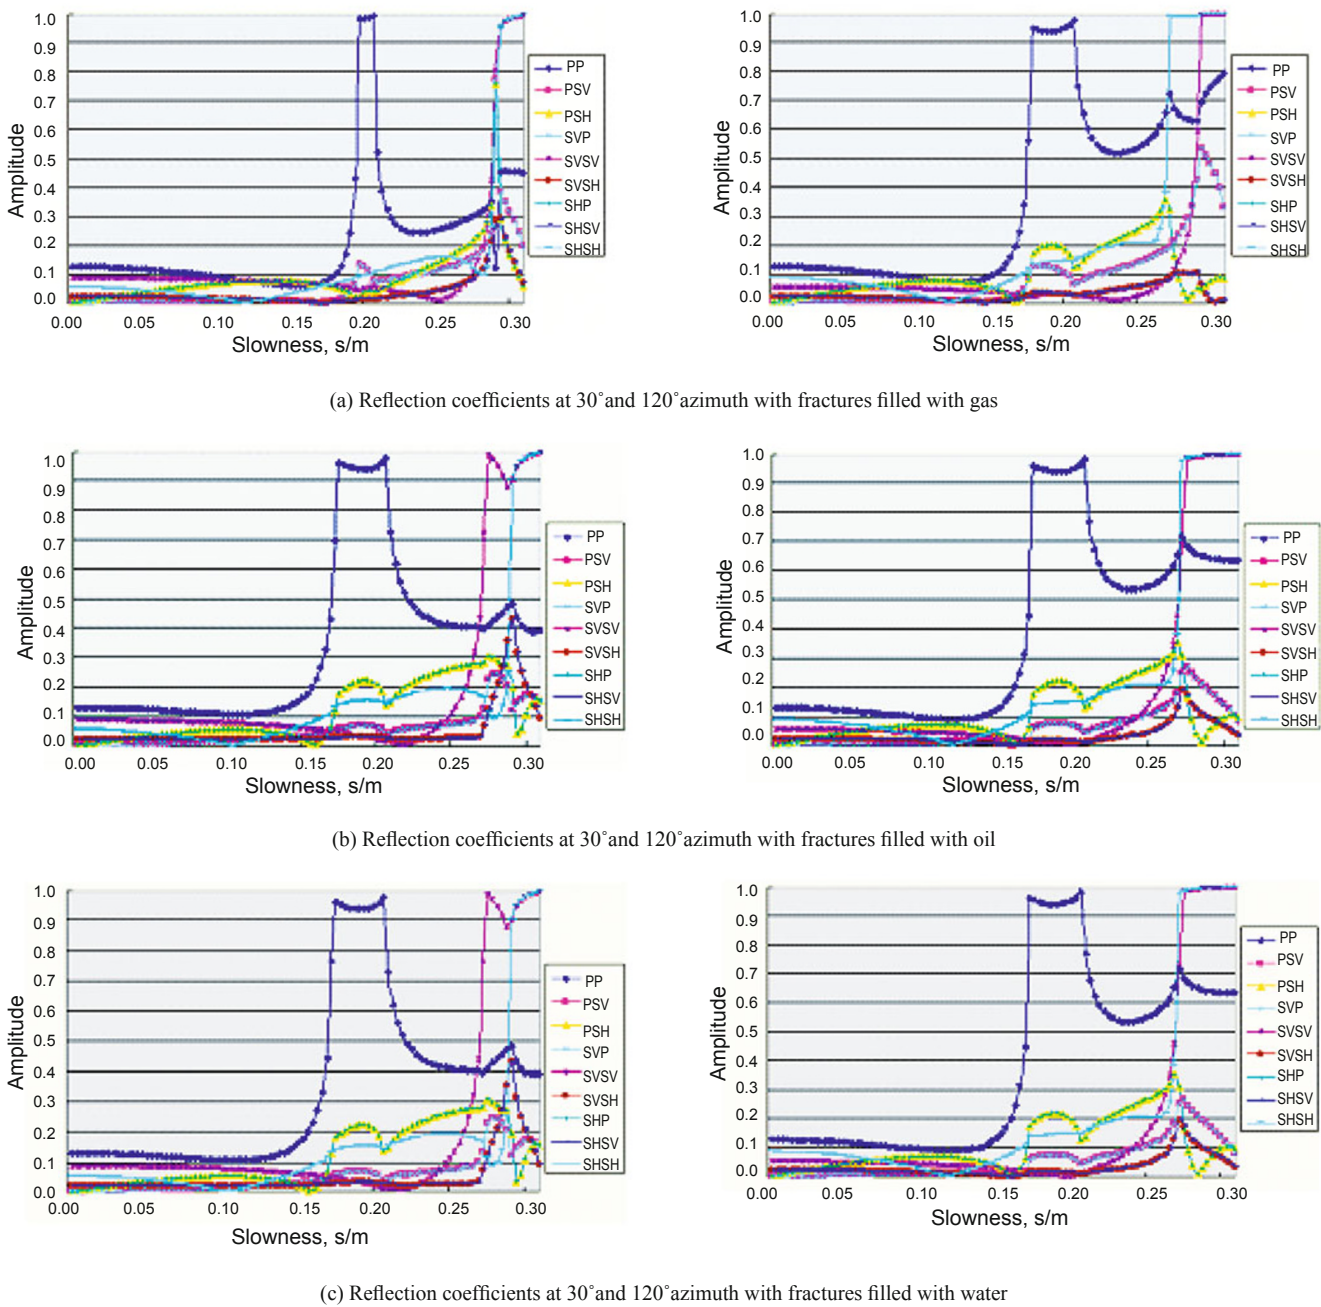 1.0
0.9
0.8
0.7
0.6
0.5
0.4
0.3
0.2
0.1
0.0
Amplitude
0.00 0.05 0.10 0.15 0.20 0.25 0.30
Slowness, s/m
PP
PSV
PSH
SVP
SVSV
SVSH
SHP
SHSV
SHSH
1.0
0.9
0.8
0.7
0.6
0.5
0.4
0.3
0.2
0.1
0.0
Amplitude
0.00 0.05 0.10 0.15 0.20 0.25 0.30
Slowness, s/m
PP
PSV
PSH
SVP
SVSV
SVSH
SHP
SHSV
SHSH
(a) Reflection coefficients at 30˚and 120˚azimuth with fractures filled with gas
1.0
0.9
0.8
0.7
0.6
0.5
0.4
0.3
0.2
0.1
0.0
Amplitude
0.00 0.05 0.10 0.15 0.20 0.25 0.30
Slowness, s/m
PP
PSV
PSH
SVP
SVSV
SVSH
SHP
SHSV
SHSH
1.0
0.9
0.8
0.7
0.6
0.5
0.4
0.3
0.2
0.1
0.0
Amplitude
0.00 0.05 0.10 0.15 0.20 0.25 0.30
Slowness, s/m
PP
PSV
PSH
SVP
SVSV
SVSH
SHP
SHSV
SHSH
(b) Reflection coefficients at 30˚and 120˚azimuth with fractures filled with oil
1.0
0.9
0.8
0.7
0.6
0.5
0.4
0.3
0.2
0.1
0.0
Amplitude
0.00 0.05 0.10 0.15 0.20 0.25 0.30
Slowness, s/m
PP
PSV
PSH
SVP
SVSV
SVSH
SHP
SHSV
SHSH
1.0
0.9
0.8
0.7
0.6
0.5
0.4
0.3
0.2
0.1
0.0
Amplitude
0.00 0.05 0.10 0.15 0.20 0.25 0.30
Slowness, s/m
PP
PSV
PSH
SVP
SVSV
SVSH
SHP
SHSV
SHSH
(c) Reflection coefficients at 30˚and 120˚azimuth with fractures filled with water